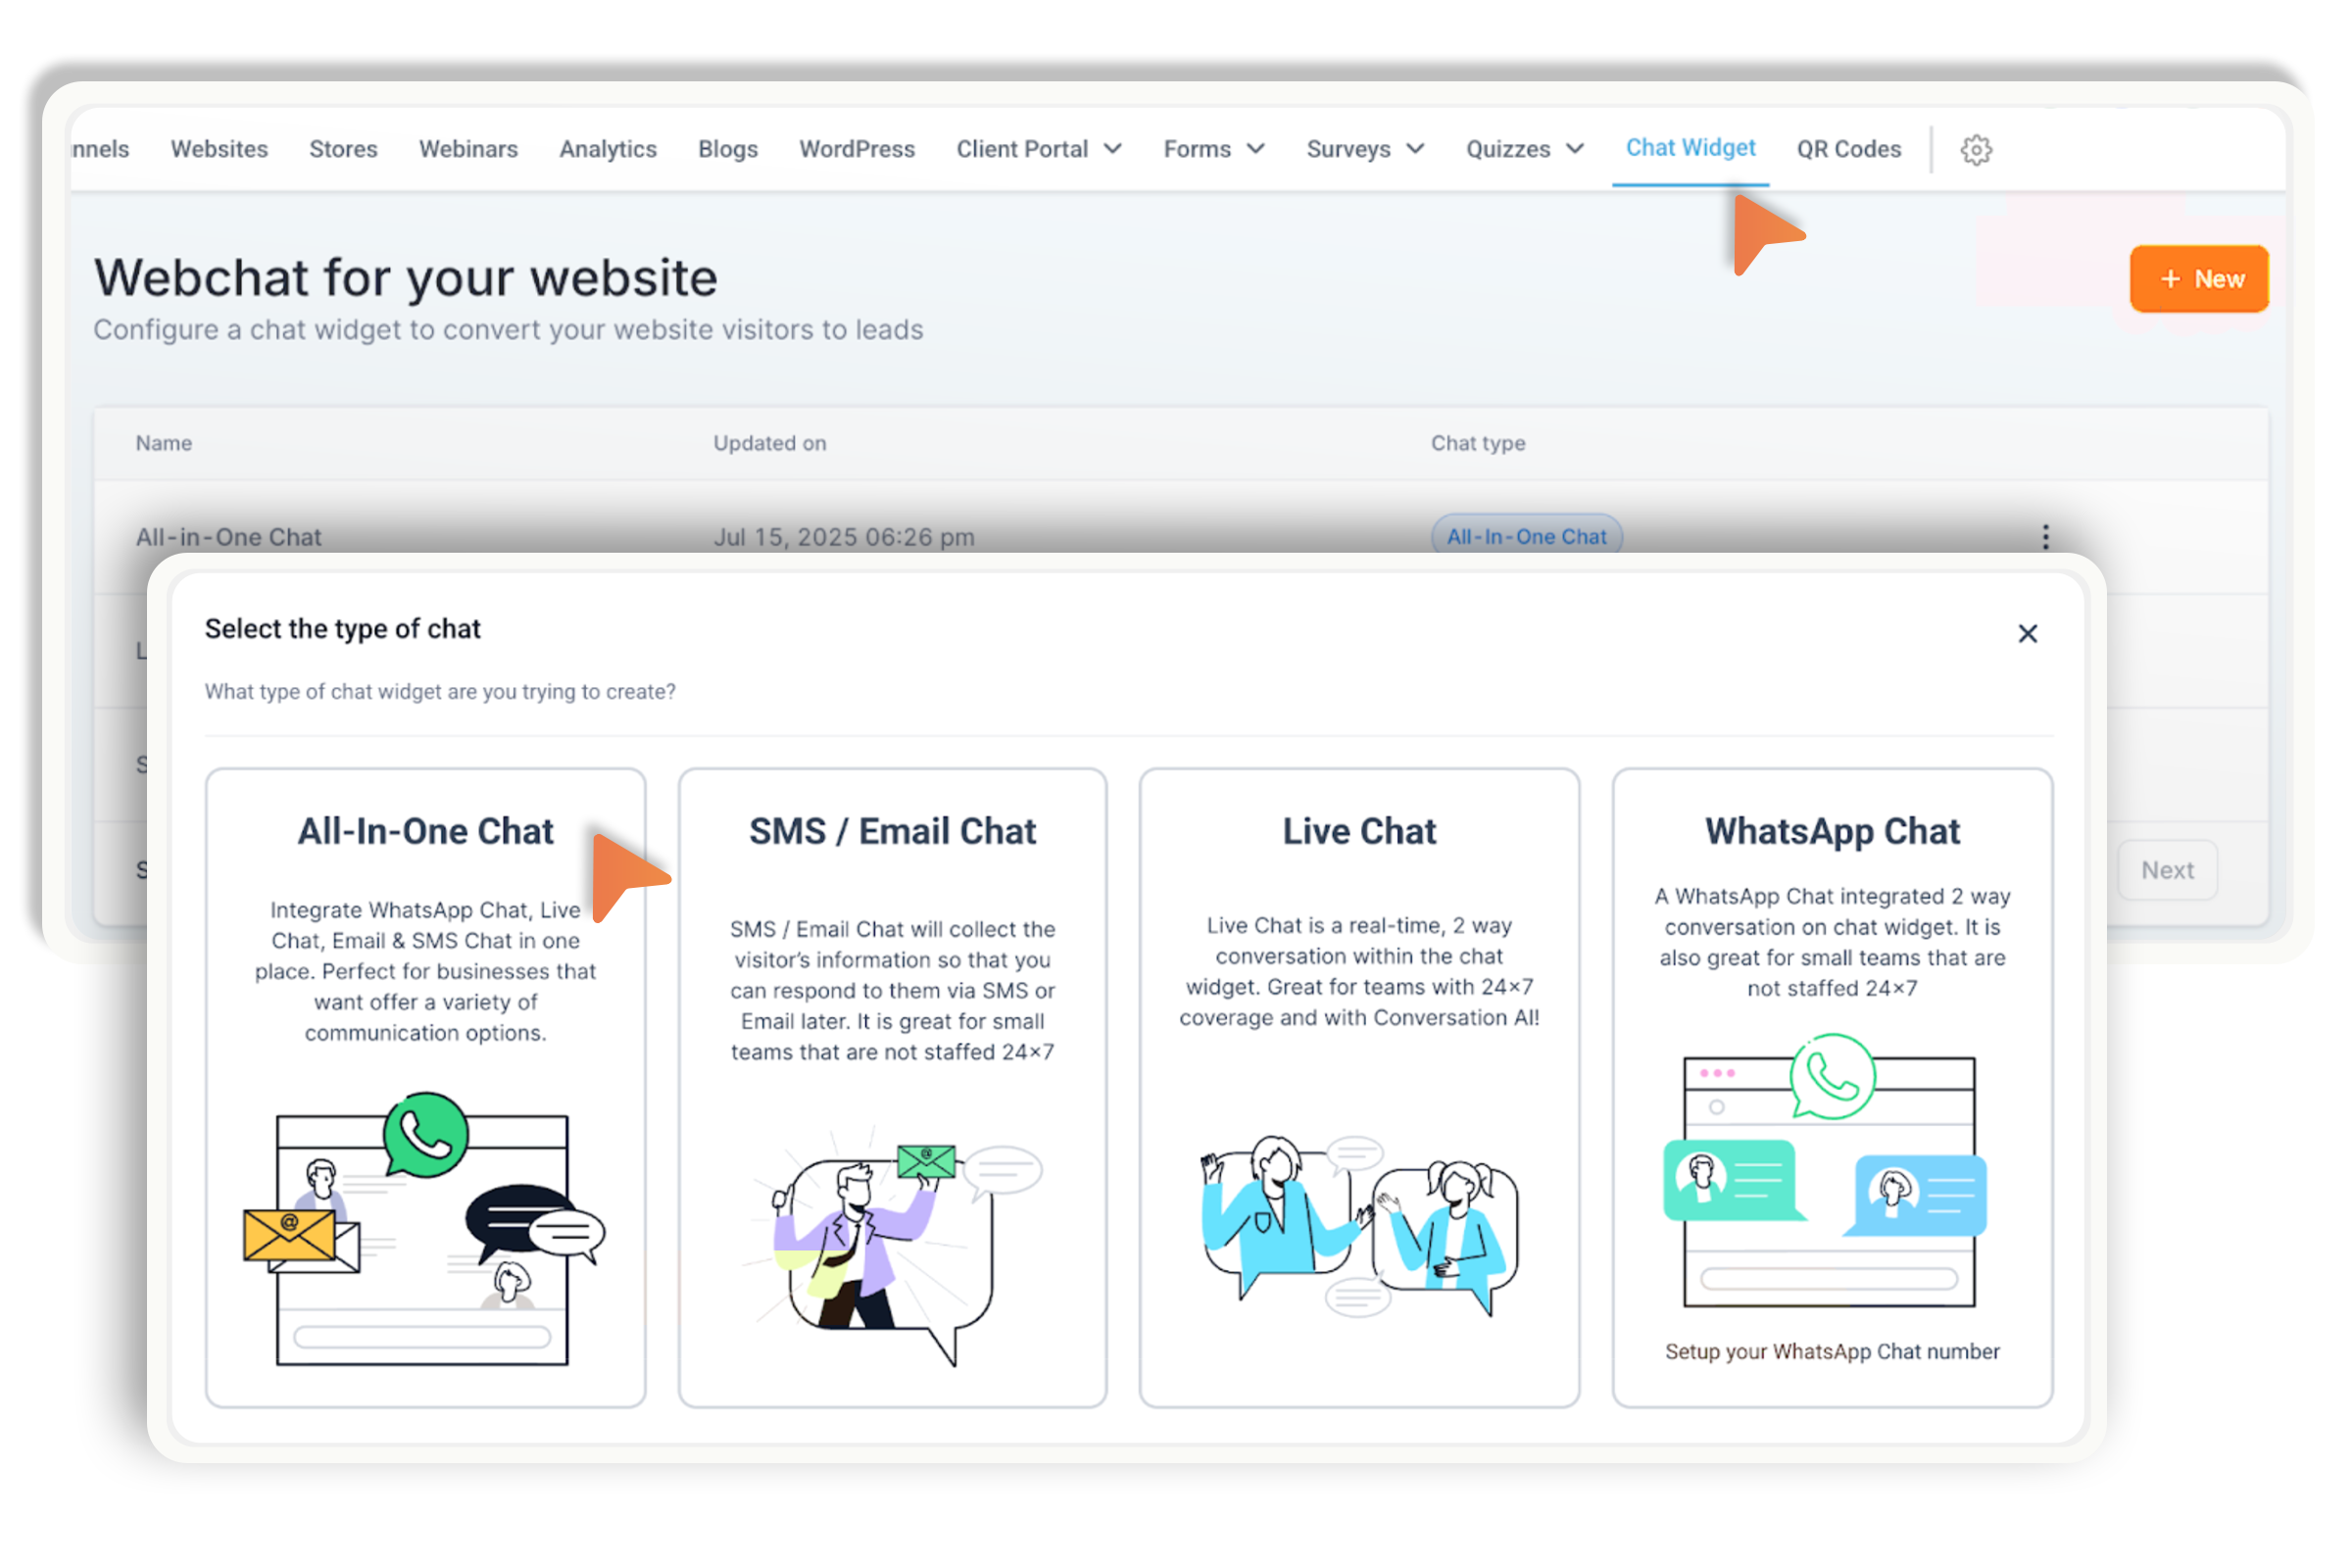 Websites Stores Webinars Analytics Blogs WordPress Client Portal Forms Surveys Quizzes Chat Widget QR Codes
Webchat for your website
+ New
Configure a chat widget to convert your website visitors to leads
Name Updated on Chat type
All-in-One Chat Jul 15, 2025 06:26 pm All-In-One Chat
Select the type of chat
What type of chat widget are you trying to create?
All-In-One Chat
Integrate WhatsApp Chat, Live
Chat, Email & SMS Chat in one
place. Perfect for businesses that
want offer a variety of
communication options.
SMS / Email Chat
SMS / Email Chat will collect the
visitor's information so that you
can respond to them via SMS or
Email later. It is great for small
teams that are not staffed 24×7
Live Chat
Live Chat is a real-time, 2 way
conversation within the chat
widget. Great for teams with 24×7
coverage and with Conversation AI!
WhatsApp Chat
A WhatsApp Chat integrated 2 way
conversation on chat widget. It is
also great for small teams that are
not staffed 24×7
Setup your WhatsApp Chat number
Next